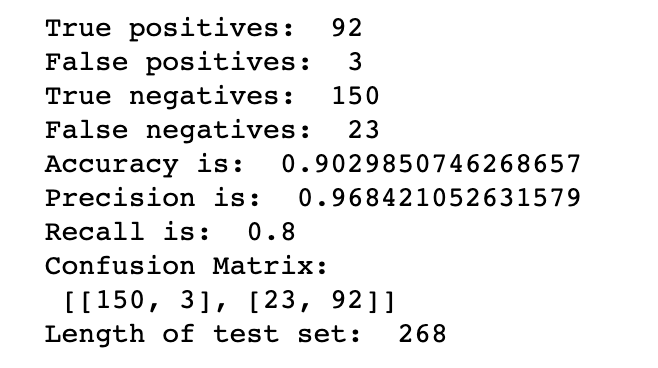 True positives:  92
False positives:  3
True negatives:  150
False negatives:  23
Accuracy is:  0.9029850746268657
Precision is:  0.968421052631579
Recall is:  0.8
Confusion Matrix:
 [[150, 3], [23, 92]]
Length of test set:  268